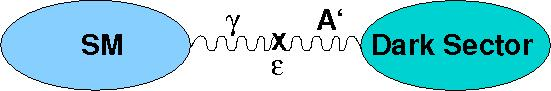 SM γ x A‘ Dark Sector
ε